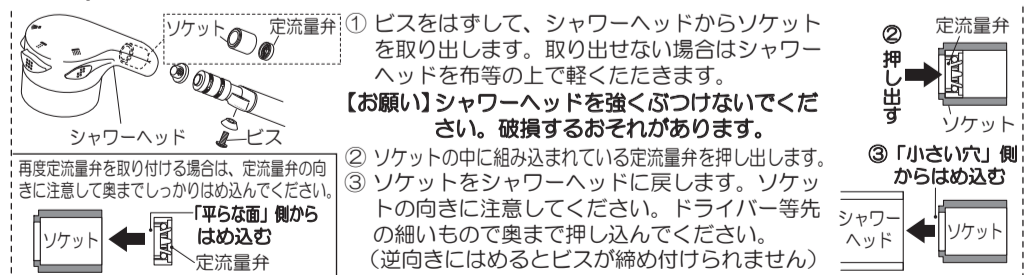 ソケット
定流量弁
シャワーヘッド
ビス
再度定流量弁を取り付ける場合は、定流量弁の向
きに注意して奥までしっかりはめ込んでください。
ソケット
「平らな面」側から
はめ込む
定流量弁
① ビスをはずして、シャワーヘッドからソケット
を取り出します。取り出せない場合はシャワー
ヘッドを布等の上で軽くたたきます。
【お願い】シャワーヘッドを強くぶつけないでくだ
さい。破損するおそれがあります。
② ソケットの中に組み込まれている定流量弁を押し出します。
③ ソケットをシャワーヘッドに戻します。ソケッ
トの向きに注意してください。ドライバー等先
の細いもので奥まで押し込んでください。
（逆向きにはめるとビスが締め付けられません）
②押し出す
定流量弁
ソケット
③「小さい穴」側
からはめ込む
シャワー
ヘッド
ソケット